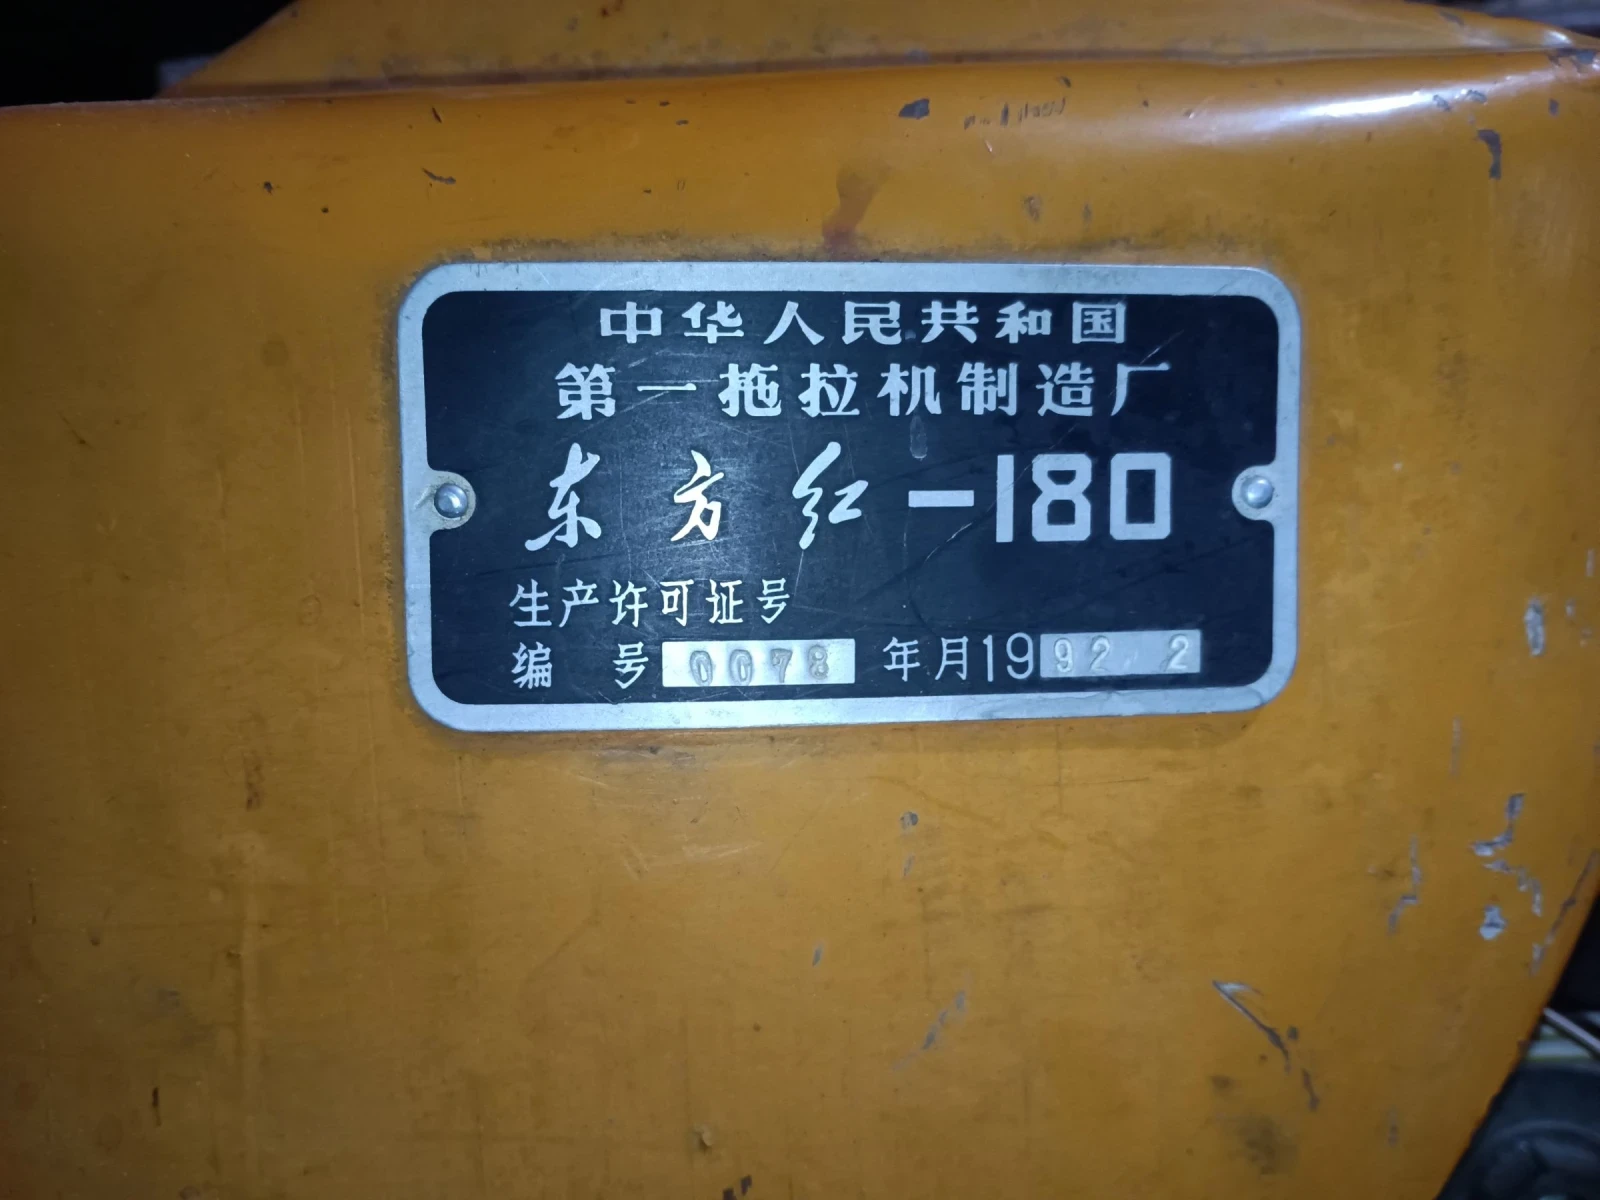 中华人民共和国
第一拖拉机制造厂
东方红-180
生产许可证号
编 号 0078 年月1992 2